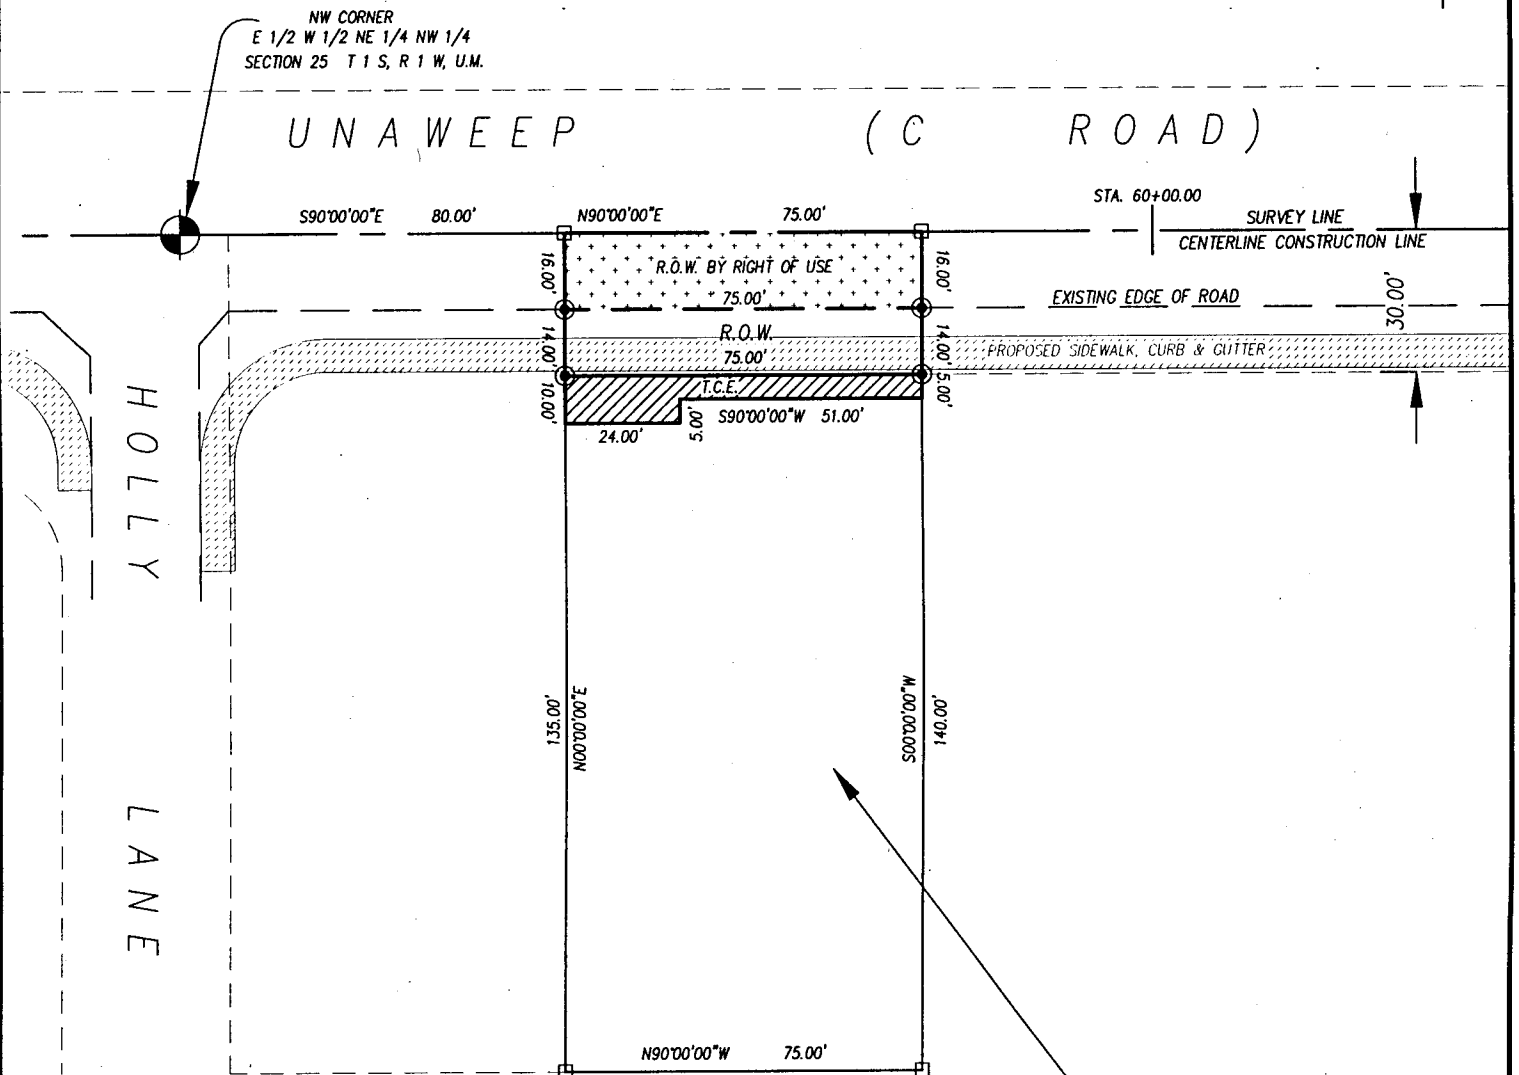 NW CORNER
E 1/2 W 1/2 NE 1/4 NW 1/4
SECTION 25 T 1 S, R 1 W, U.M.
UNAWEEP (C ROAD)
STA. 60+00.00
S90°00'00"E 80.00'
N90°00'00"E 75.00'
SURVEY LINE
CENTERLINE CONSTRUCTION LINE
16.00'
R.O.W. BY RIGHT OF USE
16.00'
75.00'
EXISTING EDGE OF ROAD
30.00'
14.00'
R.O.W.
75.00'
14.00'
PROPOSED SIDEWALK, CURB & GUTTER
10.00'
T.C.E.
5.00'
24.00'
5.00'
S90°00'00"W 51.00'
HOLLY LANE
135.00'
N00°00'00"E
S00°00'00"W
140.00'
N90°00'00"W 75.00'